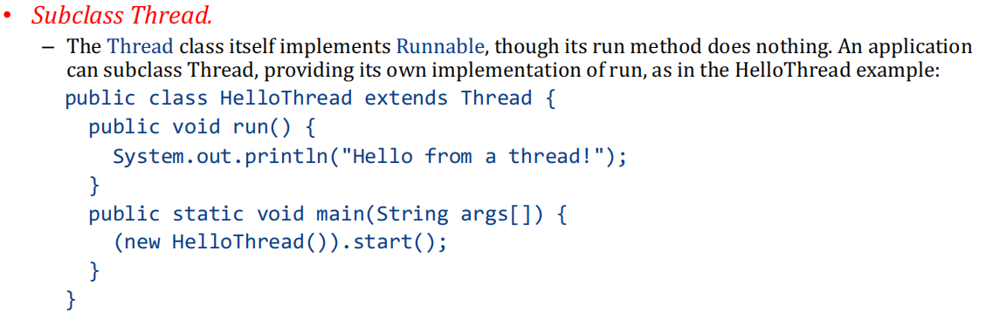 • Subclass Thread.
– The Thread class itself implements Runnable, though its run method does nothing. An application
can subclass Thread, providing its own implementation of run, as in the HelloThread example:
public class HelloThread extends Thread {
public void run() {
System.out.println("Hello from a thread!");
}
public static void main(String args[]) {
(new HelloThread()).start();
}
}